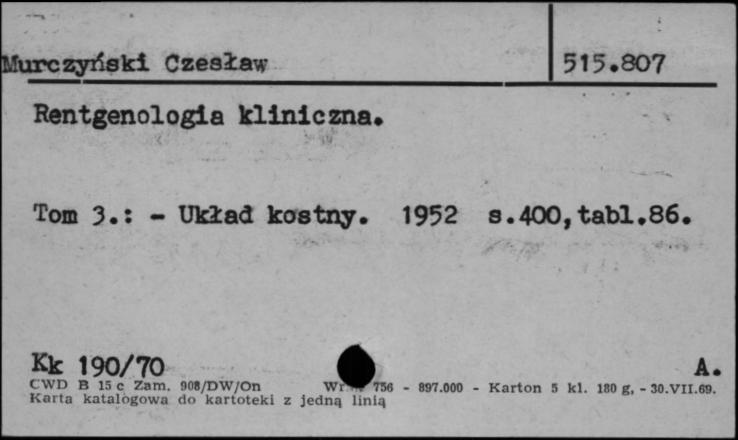 Murczyński Czesław 515.807
Rentgenologia kliniczna.
Tom 3.: - Układ kostny. 1952 s.400,tabl.86.
Kk 190/70 A.
CWD B 15 c Zam. 908/DW/On 756 - 897.000 - Karton 5 kl. 180 g, - 30.VII.69.
Karta katalogowa do kartoteki z jedną linią